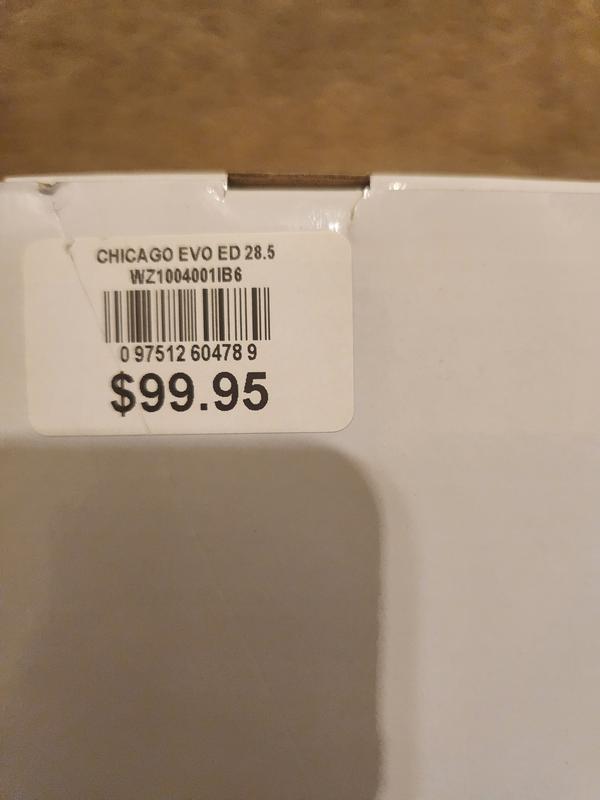 CHICAGO EVO ED 28.5
WZ1004001IB6
0 97512 60478 9
$99.95